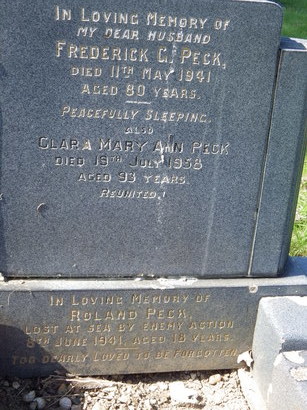 In Loving Memory of
my dear husband
Frederick G. Peck,
died 11th May 1941
aged 80 years.
Peacefully Sleeping.
also
Clara Mary Ann Peck
died 19th July 1958
aged 93 years.
Reunited.
In Loving Memory of
Roland Peck,
lost at sea by enemy action
8th June 1941, aged 18 years.
Too dearly loved to be forgotten.